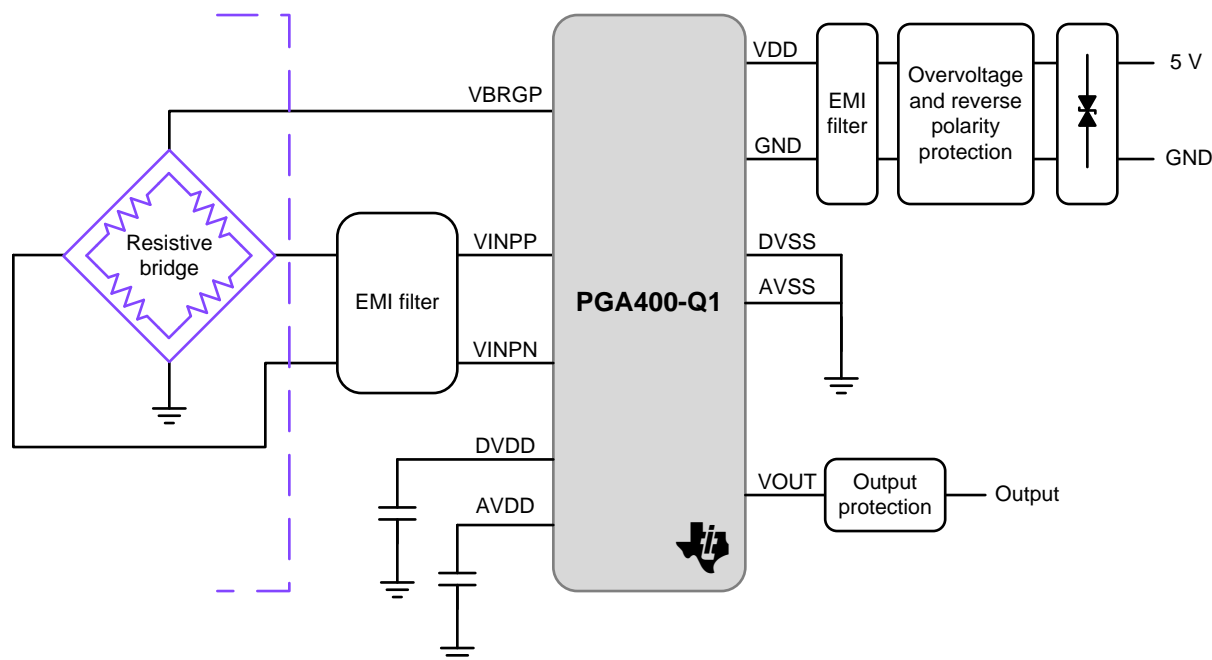 VBRGP
Resistive
bridge
EMI filter
VINPP
VINPN
DVDD
AVDD
PGA400-Q1
VDD
GND
EMI
filter
Overvoltage
and reverse
polarity
protection
5 V
GND
DVSS
AVSS
VOUT
Output
protection
Output